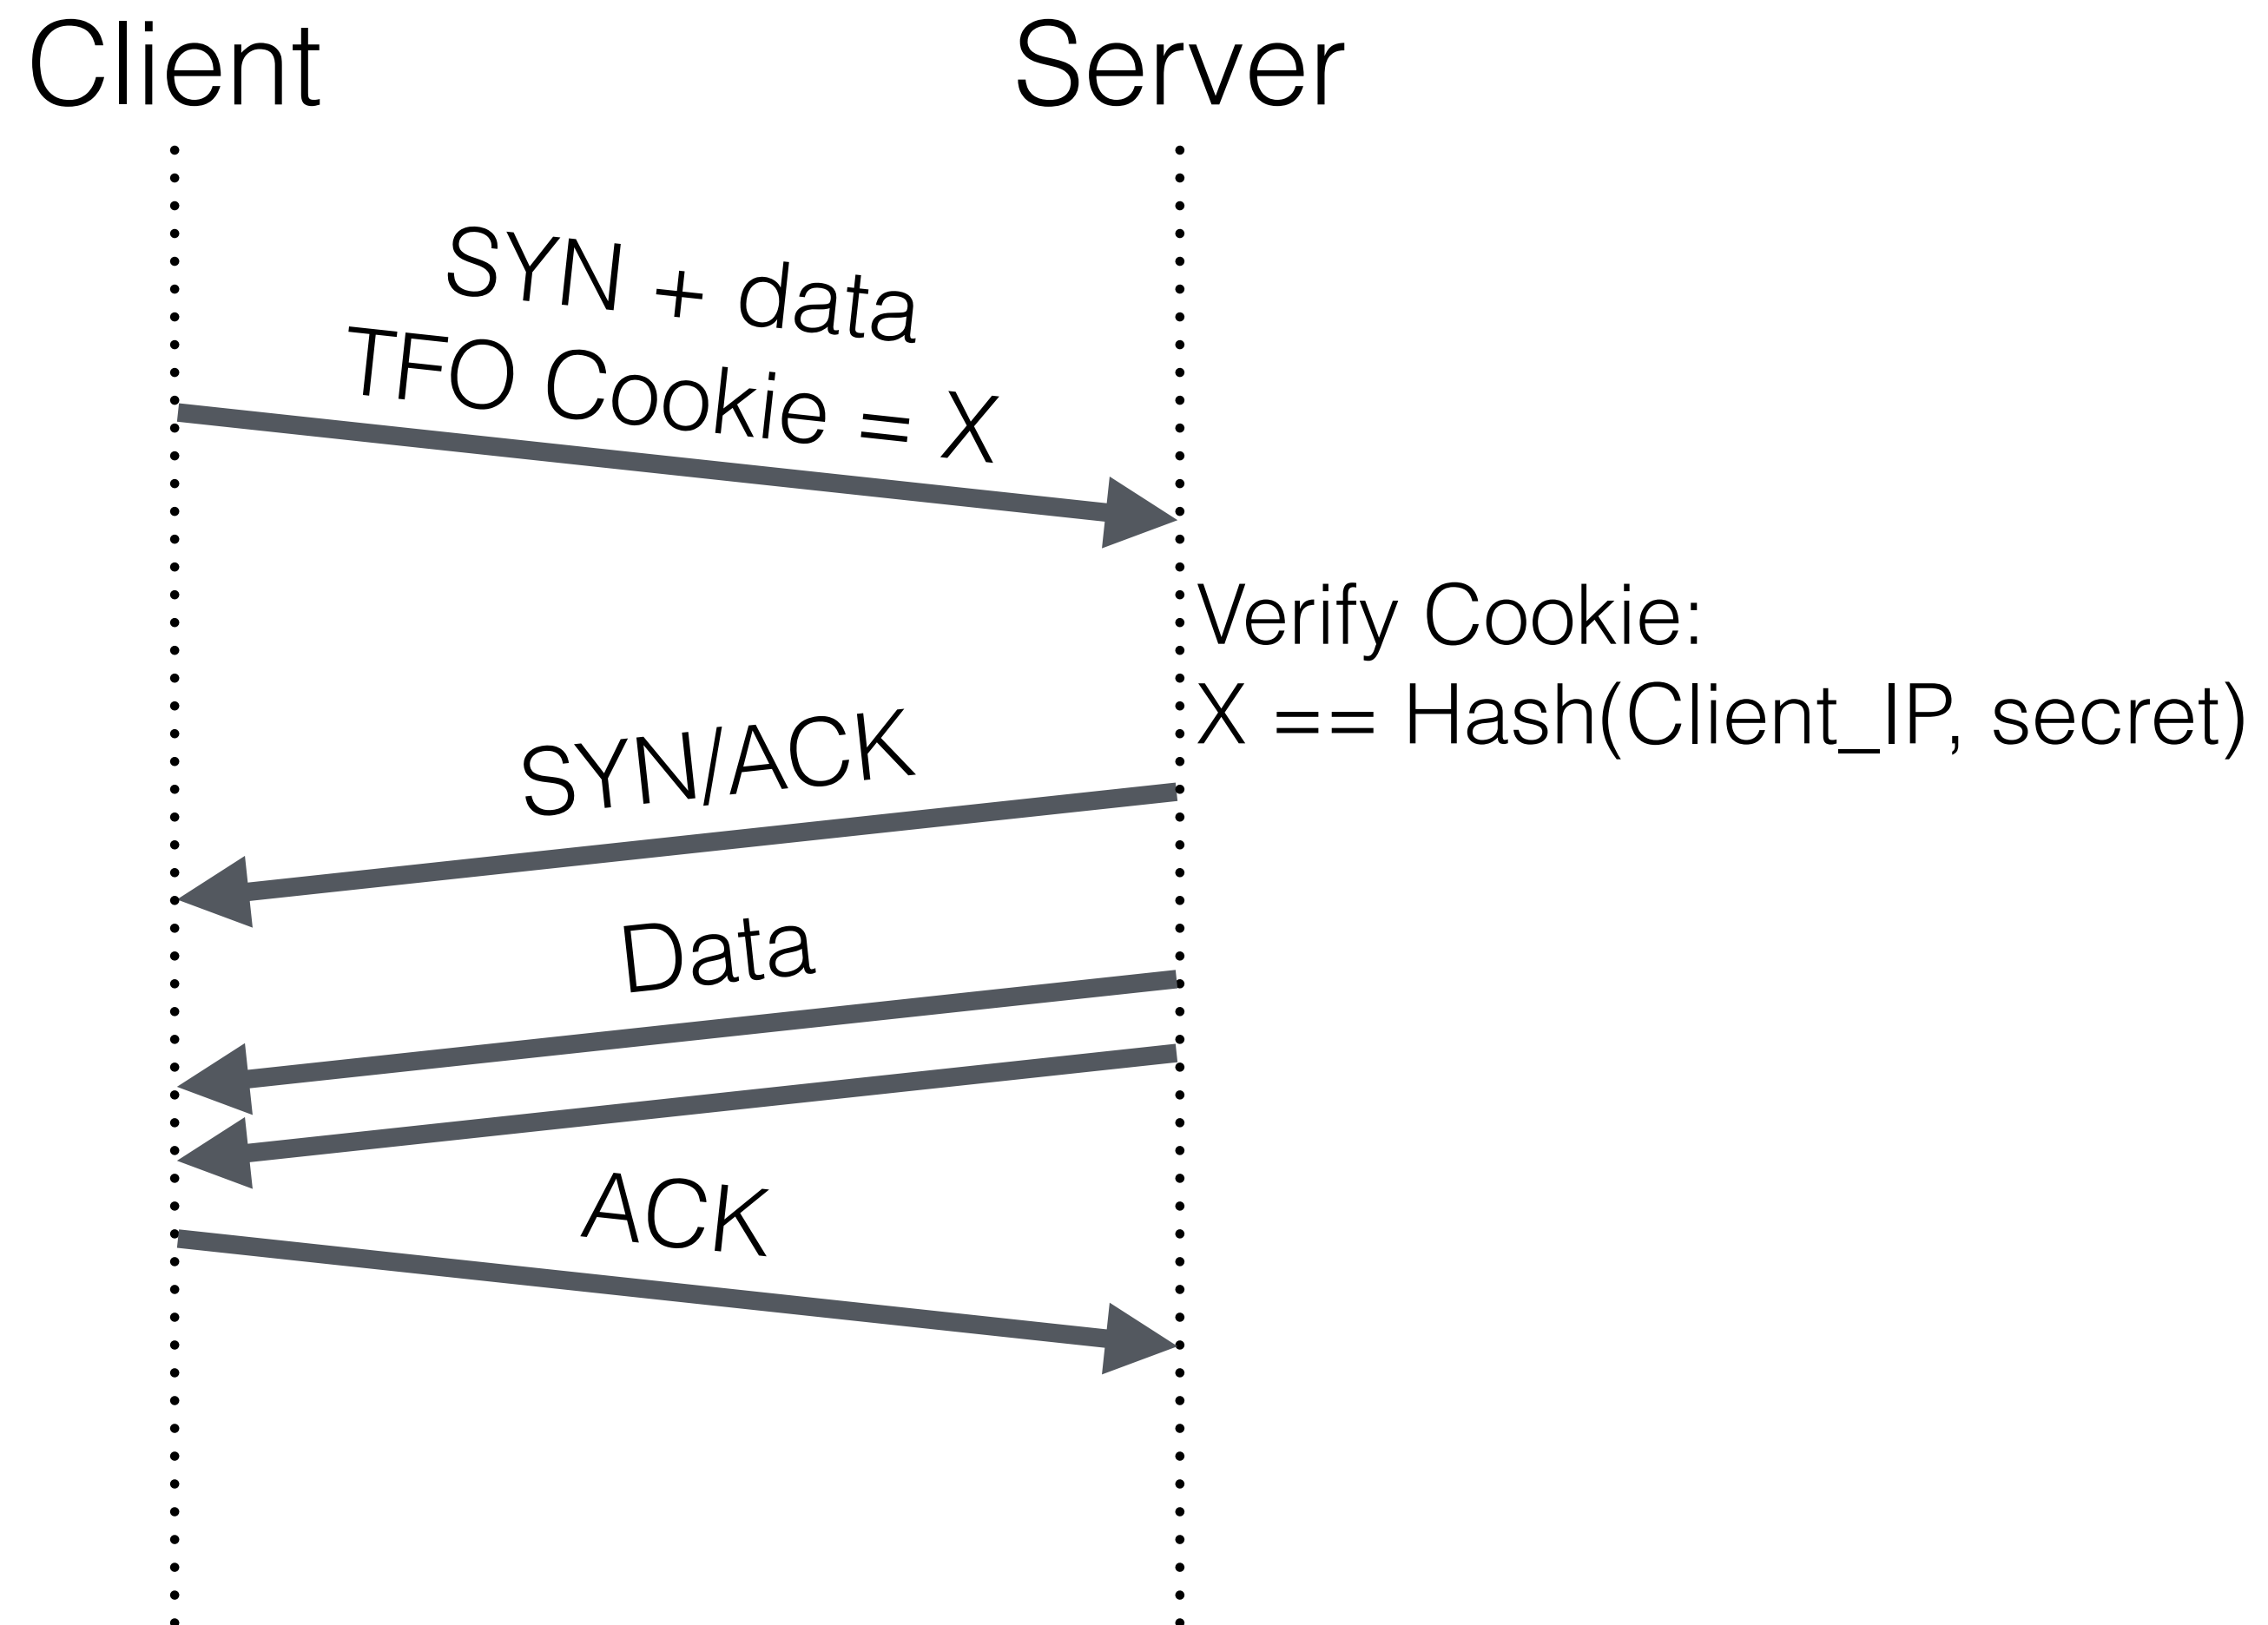 Client
Server
SYN + data
TFO Cookie = X
Verify Cookie:
X == Hash(Client_IP, secret)
SYN/ACK
Data
ACK